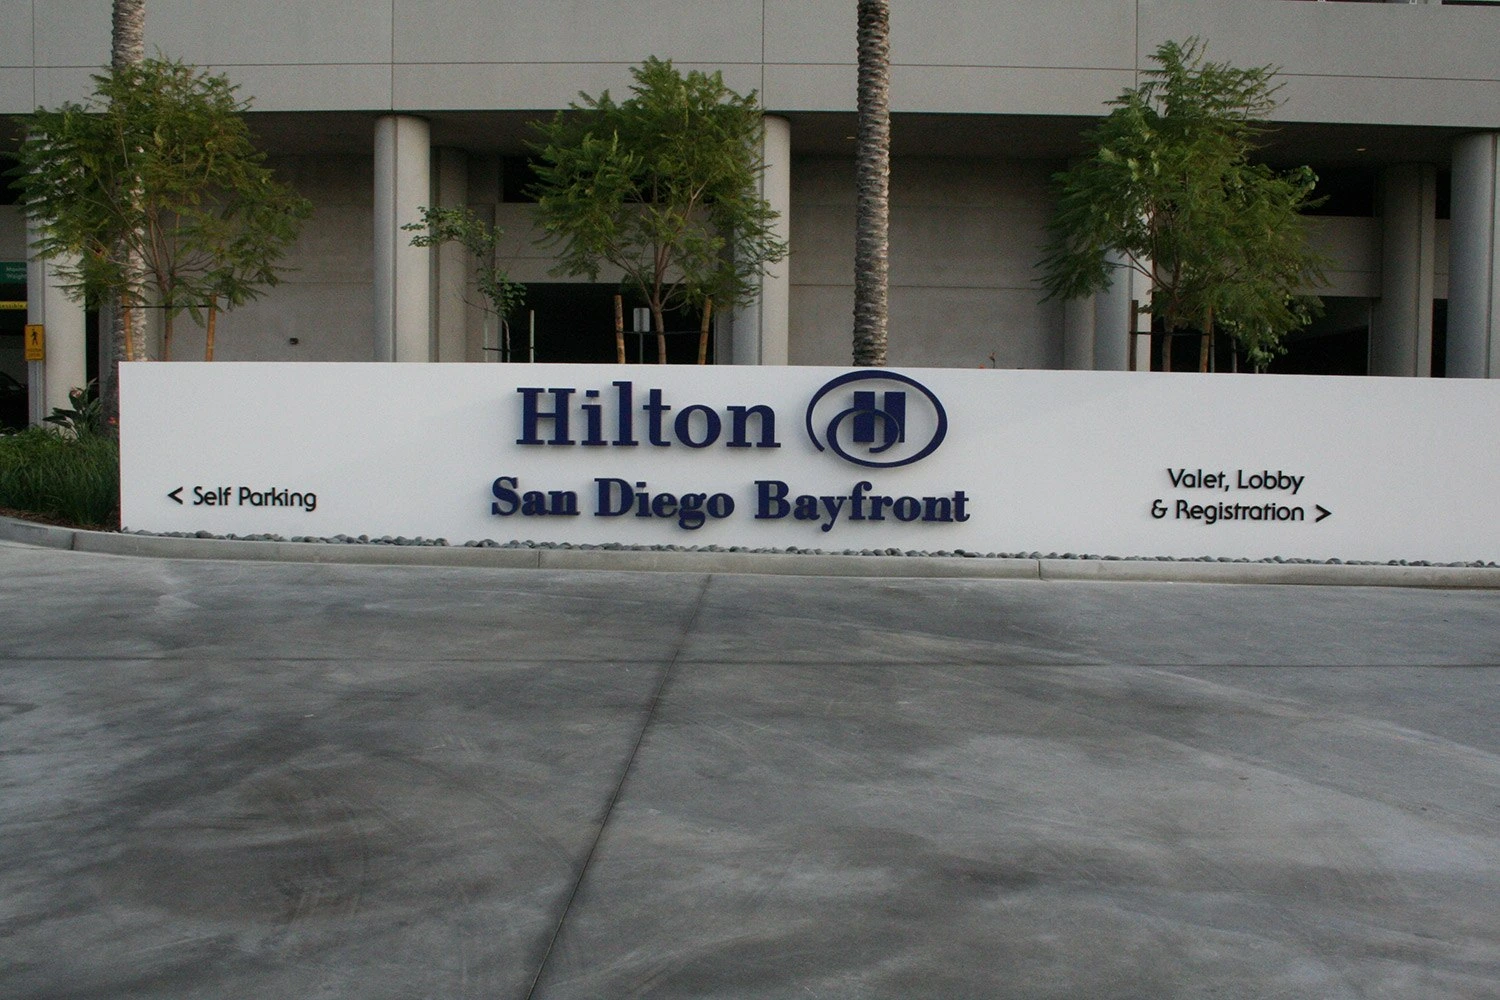 Hilton
San Diego Bayfront
< Self Parking
Valet, Lobby
& Registration >